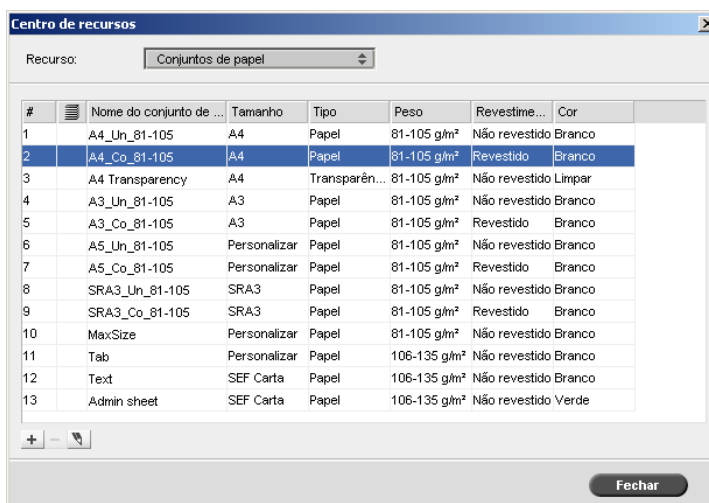 Centro de recursos
Recurso: Conjuntos de papel
# Nome do conjunto de ... Tamanho Tipo Peso Revestime... Cor
1 A4_Un_81-105 A4 Papel 81-105 g/m² Não revestido Branco
2 A4_Co_81-105 A4 Papel 81-105 g/m² Revestido Branco
3 A4 Transparency A4 Transparên... 81-105 g/m² Não revestido Limpar
4 A3_Un_81-105 A3 Papel 81-105 g/m² Não revestido Branco
5 A3_Co_81-105 A3 Papel 81-105 g/m² Revestido Branco
6 A5_Un_81-105 Personalizar Papel 81-105 g/m² Não revestido Branco
7 A5_Co_81-105 Personalizar Papel 81-105 g/m² Revestido Branco
8 SRA3_Un_81-105 SRA3 Papel 81-105 g/m² Não revestido Branco
9 SRA3_Co_81-105 SRA3 Papel 81-105 g/m² Revestido Branco
10 MaxSize Personalizar Papel 81-105 g/m² Não revestido Branco
11 Tab Personalizar Papel 106-135 g/m² Não revestido Branco
12 Text SEF Carta Papel 106-135 g/m² Não revestido Branco
13 Admin sheet SEF Carta Papel 106-135 g/m² Não revestido Verde
Fechar